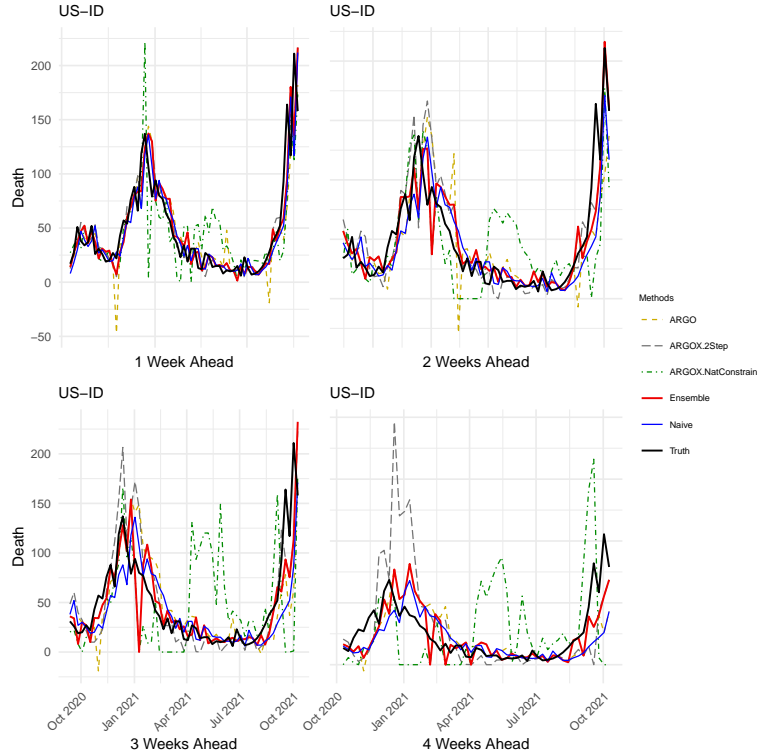 US−ID
US−ID
Death
200
150
100
50
0
−50
1 Week Ahead
2 Weeks Ahead
Methods
ARGO
ARGOX.2Step
ARGOX.NatConstrain
Ensemble
Naive
Truth
US−ID
US−ID
Death
200
150
100
50
0
Oct 2020
Jan 2021
Apr 2021
Jul 2021
Oct 2021
Oct 2020
Jan 2021
Apr 2021
Jul 2021
Oct 2021
3 Weeks Ahead
4 Weeks Ahead